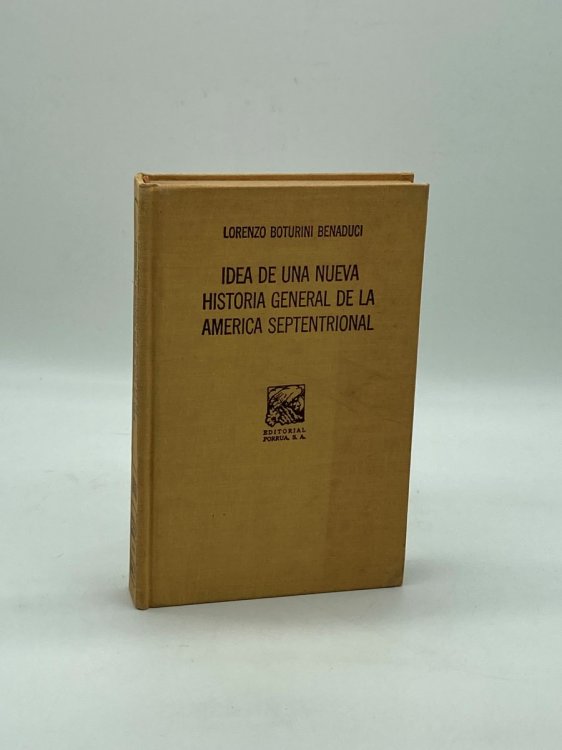 LORENZO BOTURINI BENADUCI
IDEA DE UNA NUEVA
HISTORIA GENERAL DE LA
AMERICA SEPTENTRIONAL
EDITORIAL
PORRUA, S. A.